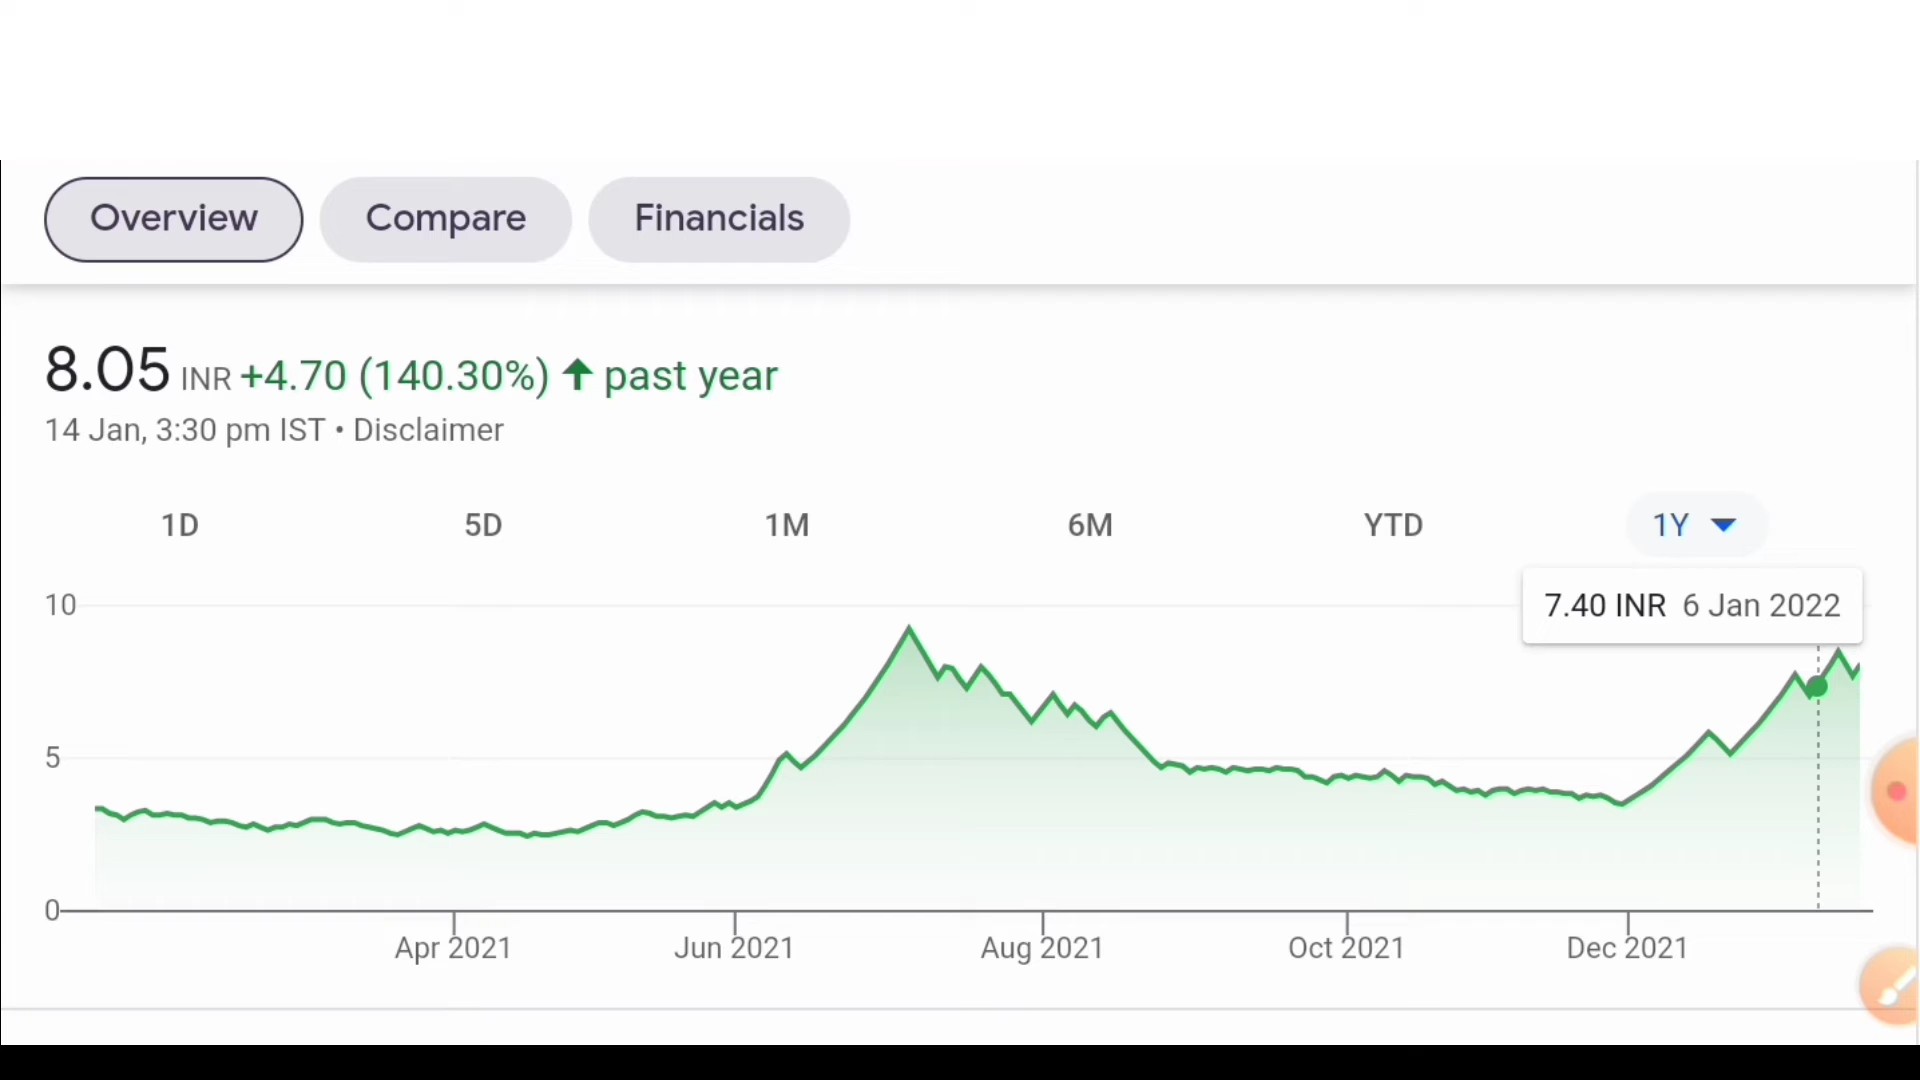 Overview Compare Financials
8.05 INR +4.70 (140.30%) ↑ past year
14 Jan, 3:30 pm IST • Disclaimer
1D 5D 1M 6M YTD 1Y
7.40 INR 6 Jan 2022
10
5
0
Apr 2021 Jun 2021 Aug 2021 Oct 2021 Dec 2021